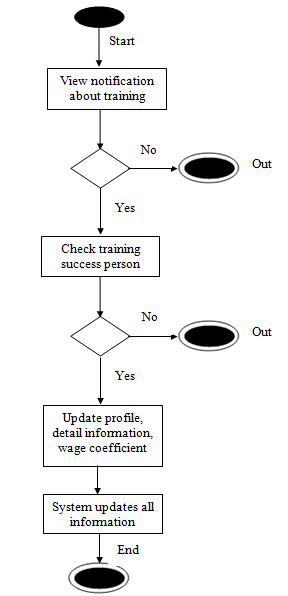 Start
View notification
about training
No
Out
Yes
Check training
success person
No
Out
Yes
Update profile,
detail information,
wage coefficient
System updates all
information
End